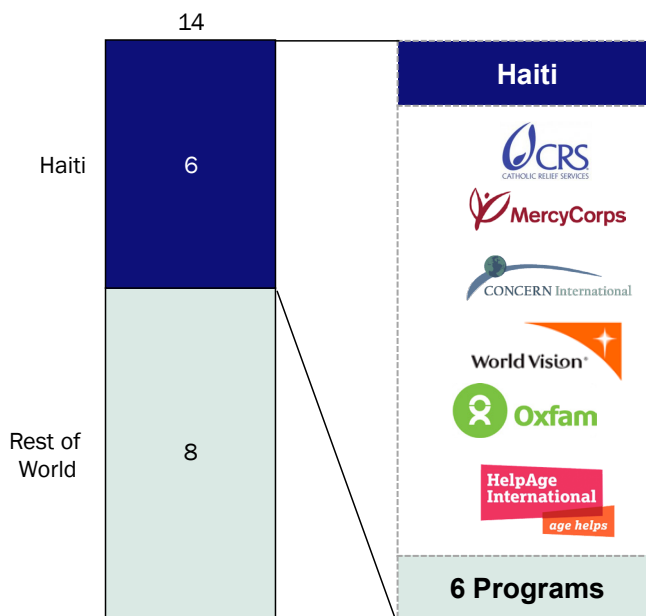 14
Haiti
6
Rest of
World
8
Haiti
CRS
CATHOLIC RELIEF SERVICES
MercyCorps
CONCERN International
World Vision®
Oxfam
HelpAge
International
age helps
6 Programs